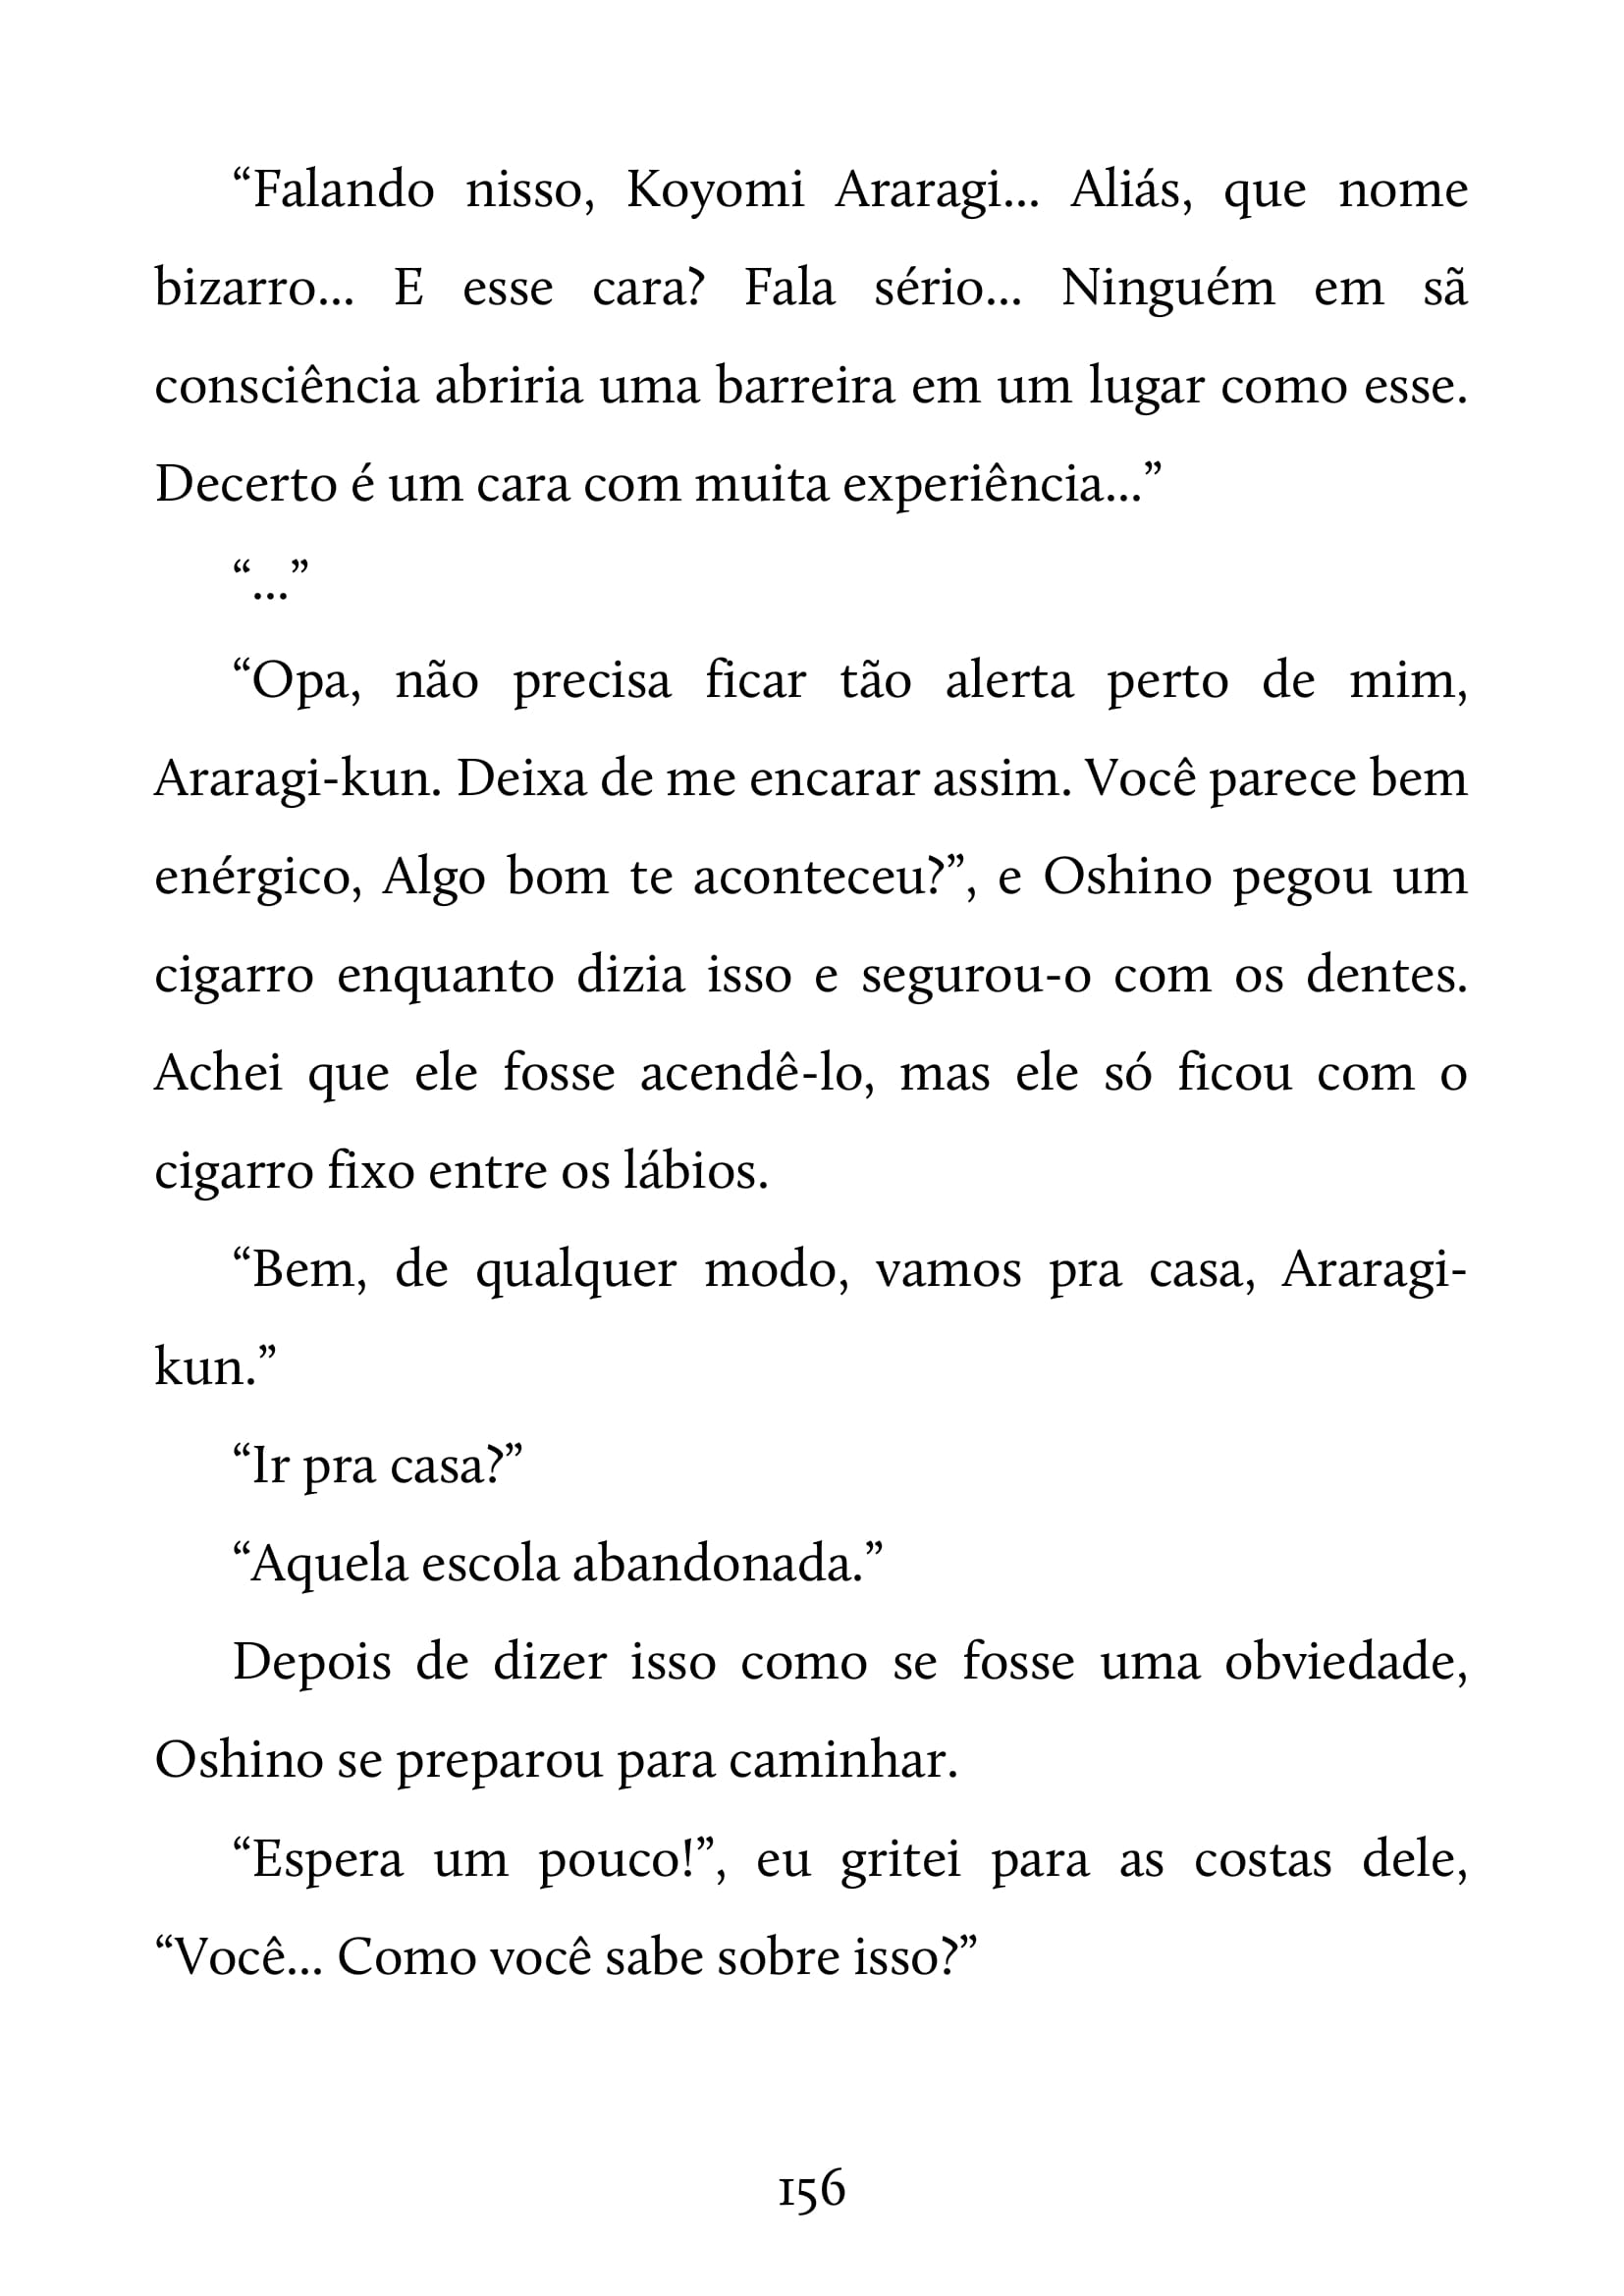 “Falando nisso, Koyomi Araragi... Aliás, que nome
bizarro... E esse cara? Fala sério... Ninguém em sã
consciência abriria uma barreira em um lugar como esse.
Decerto é um cara com muita experiência...”
“...”
“Opa, não precisa ficar tão alerta perto de mim,
Araragi-kun. Deixa de me encarar assim. Você parece bem
enérgico, Algo bom te aconteceu?”, e Oshino pegou um
cigarro enquanto dizia isso e segurou-o com os dentes.
Achei que ele fosse acendê-lo, mas ele só ficou com o
cigarro fixo entre os lábios.
“Bem, de qualquer modo, vamos pra casa, Araragi-
kun.”
“Ir pra casa?”
“Aquela escola abandonada.”
Depois de dizer isso como se fosse uma obviedade,
Oshino se preparou para caminhar.
“Espera um pouco!”, eu gritei para as costas dele,
“Você... Como você sabe sobre isso?”
156